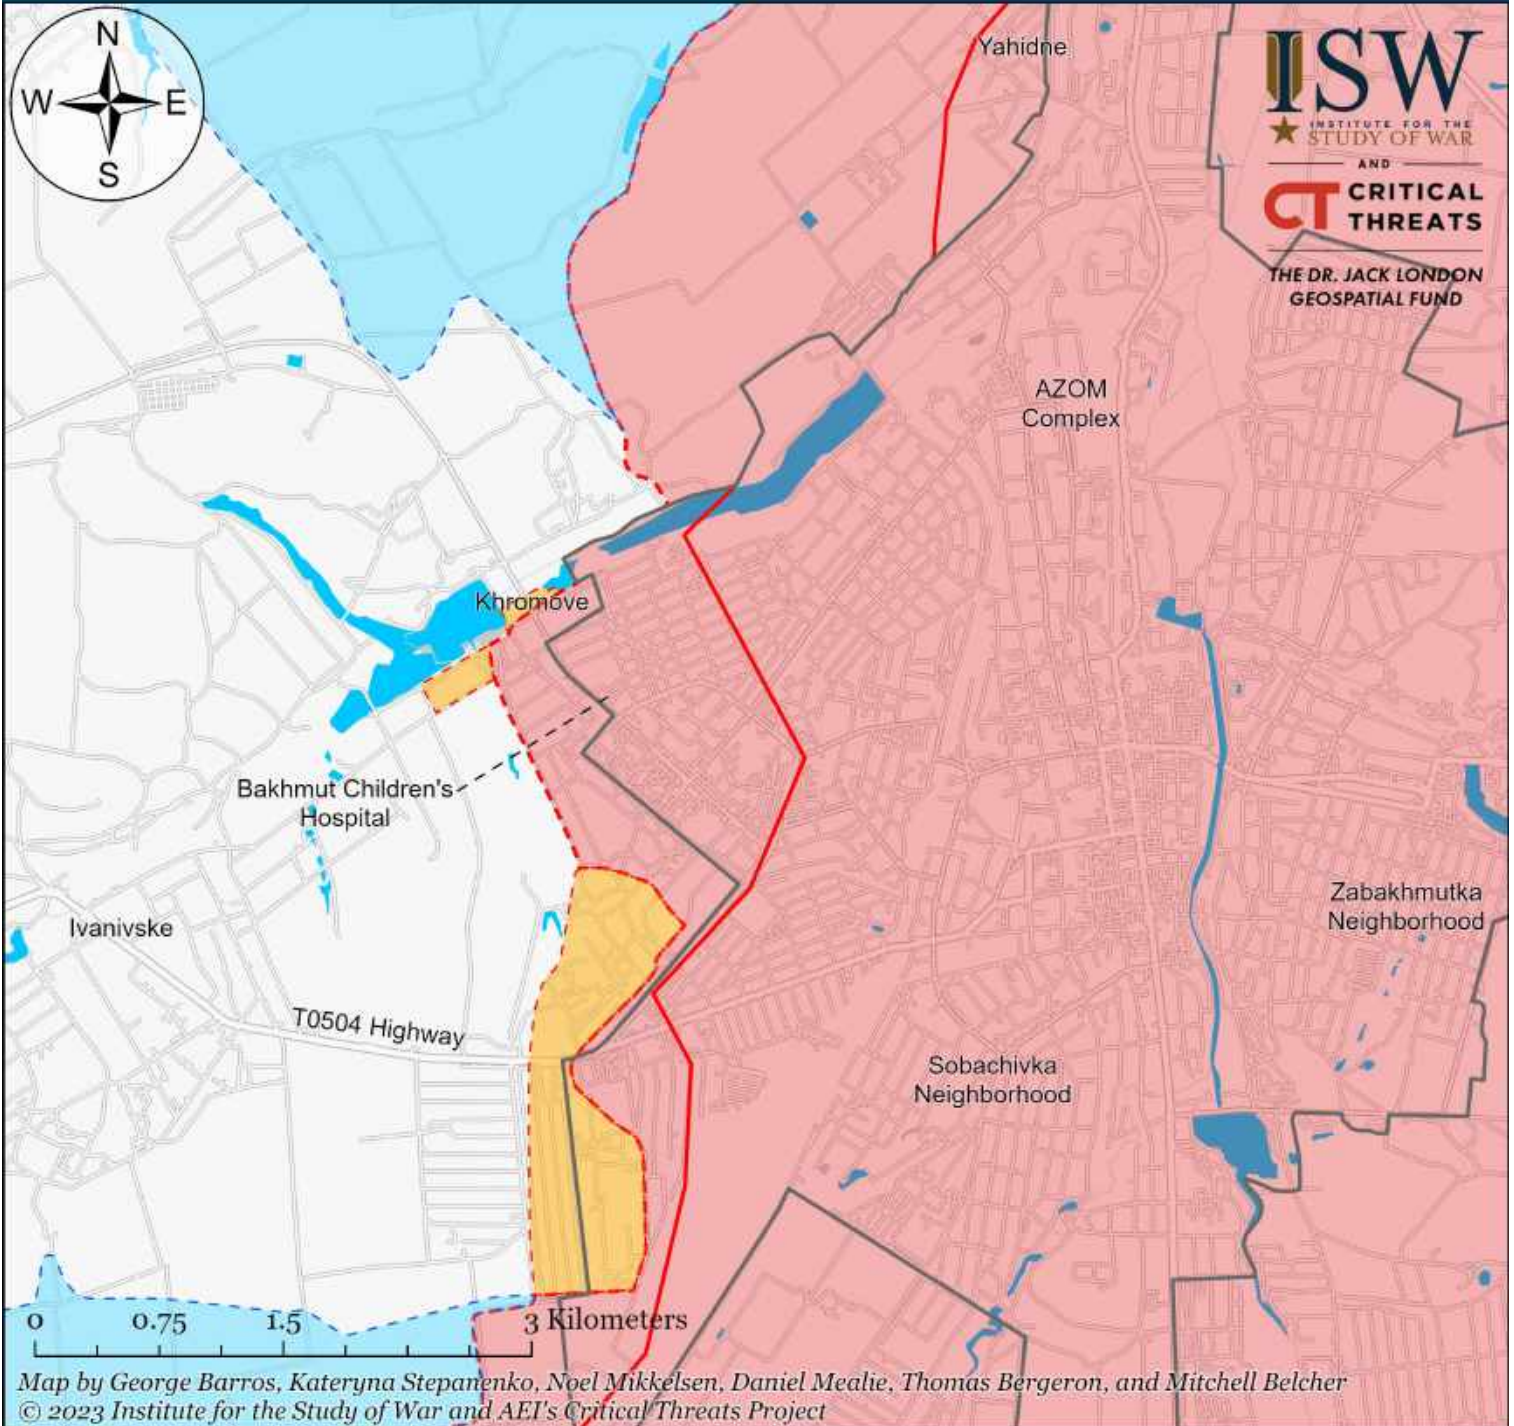 N
W
E
S
Yahidne
ISW
INSTITUTE FOR THE
STUDY OF WAR
AND
CT CRITICAL
THREATS
THE DR. JACK LONDON
GEOSPATIAL FUND
AZOM
Complex
Khromove
Bakhmut Children's
Hospital
Ivanivske
Zabakhmutka
Neighborhood
T0504 Highway
Sobachivka
Neighborhood
0 0.75 1.5 3 Kilometers
Map by George Barros, Kateryna Stepanenko, Noel Mikkelsen, Daniel Mealie, Thomas Bergeron, and Mitchell Belcher
© 2023 Institute for the Study of War and AEI's Critical Threats Project